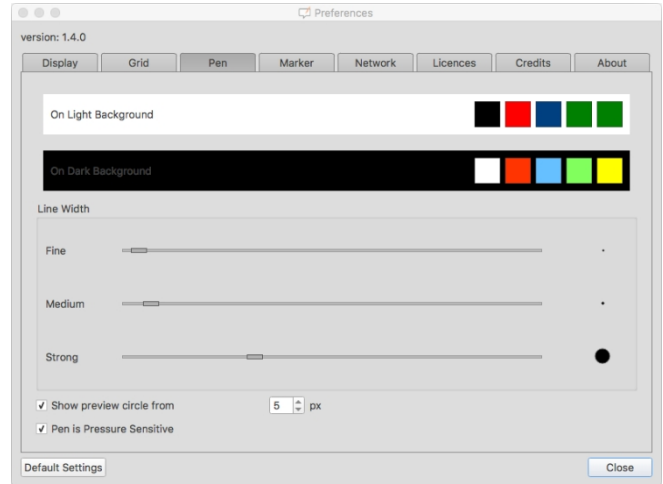 Preferences
version: 1.4.0
Display Grid Pen Marker Network Licences Credits About
On Light Background
On Dark Background
Line Width
Fine
Medium
Strong
Show preview circle from 5 px
Pen is Pressure Sensitive
Default Settings Close